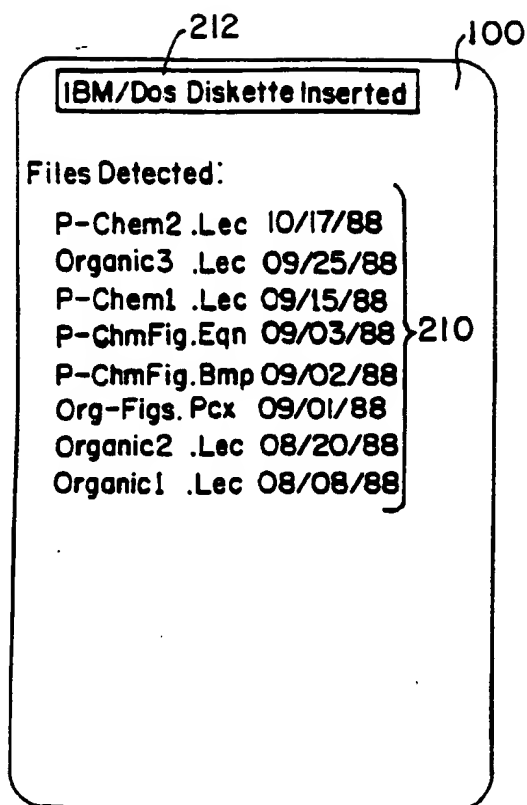 212
100
IBM/Dos Diskette Inserted
Files Detected:
P-Chem2 .Lec 10/17/88
Organic3 .Lec 09/25/88
P-Chem1 .Lec 09/15/88
P-ChmFig.Eqn 09/03/88
210
P-ChmFig.Bmp 09/02/88
Org-Figs. Pcx 09/01/88
Organic2 .Lec 08/20/88
Organic1 .Lec 08/08/88